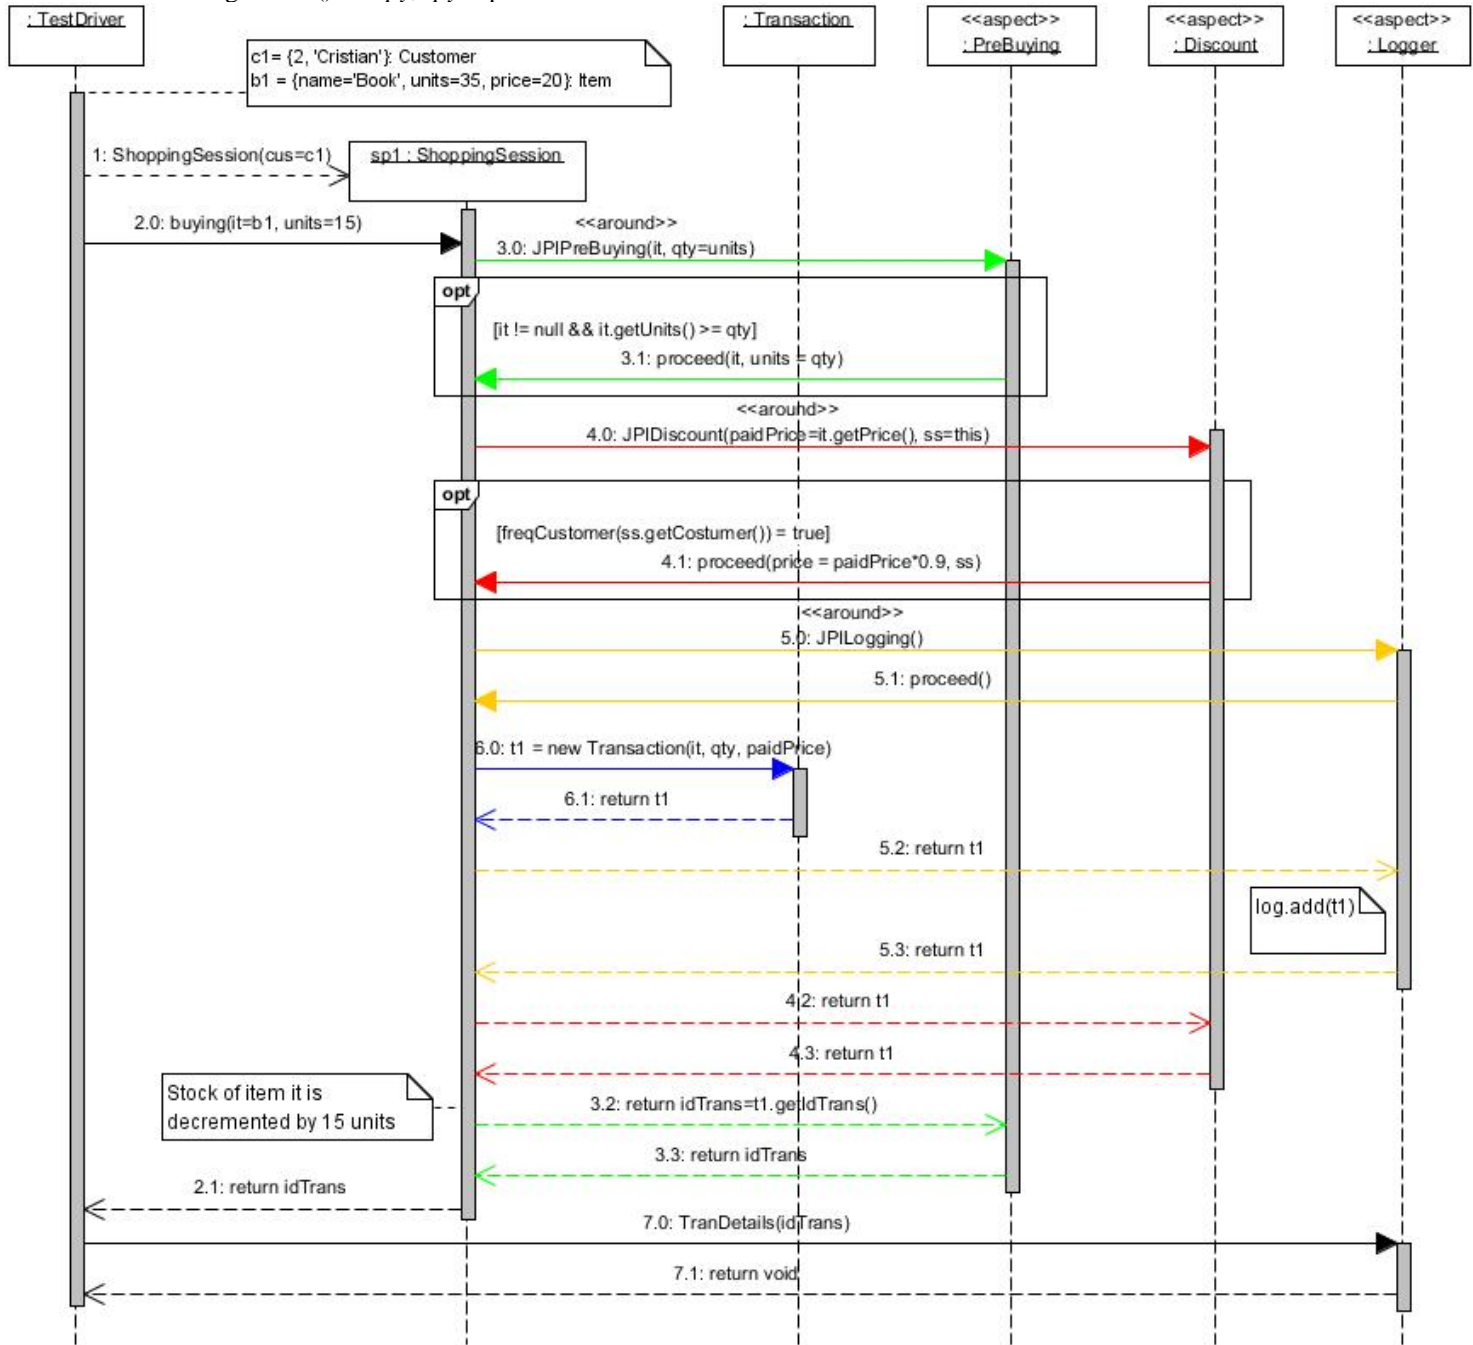 : TestDriver
: Transaction
<<aspect>>
: PreBuying
<<aspect>>
: Discount
<<aspect>>
: Logger
c1= {2, 'Cristian'}: Customer
b1 = {name='Book', units=35, price=20}: Item
1: ShoppingSession(cus=c1)
sp1 : ShoppingSession
2.0: buying(it=b1, units=15)
<<around>>
3.0: JPIPreBuying(it, qty=units)
opt
[it != null && it.getUnits() >= qty]
3.1: proceed(it, units = qty)
<<around>>
4.0: JPIDiscount(paidPrice=it.getPrice(), ss=this)
opt
[freqCustomer(ss.getCostumer()) = true]
4.1: proceed(price = paidPrice*0.9, ss)
<<around>>
5.0: JPILogging()
5.1: proceed()
6.0: t1 = new Transaction(it, qty, paidPrice)
6.1: return t1
5.2: return t1
log.add(t1)
5.3: return t1
4.2: return t1
4.3: return t1
Stock of item it is
decremented by 15 units
3.2: return idTrans=t1.getIdTrans()
3.3: return idTrans
2.1: return idTrans
7.0: TranDetails(idTrans)
7.1: return void